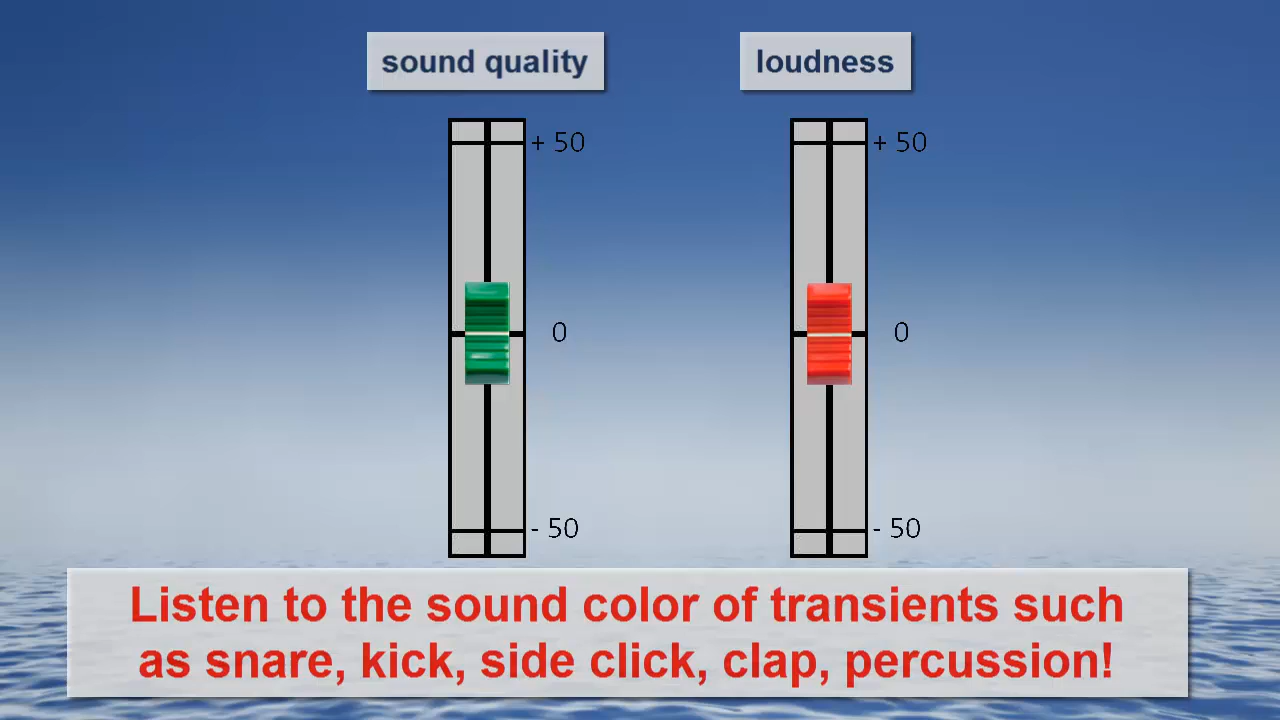 sound quality
loudness
+ 50
+ 50
0
0
- 50
- 50
Listen to the sound color of transients such
as snare, kick, side click, clap, percussion!